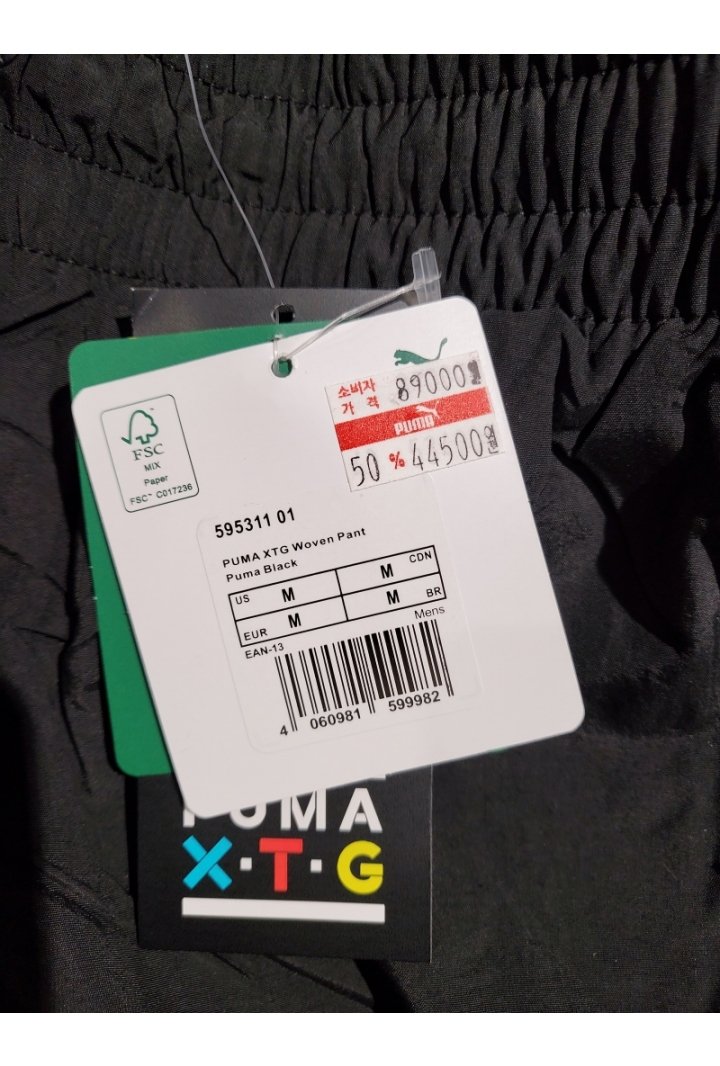 소비자 89000원
가 격
PUMA
50 % 44500원
FSC
MIX
Paper
FSC™ C017236
595311 01
PUMA XTG Woven Pant
Puma Black
US M M CDN
EUR M M BR
EAN-13 Mens
4 060981 599982
PUMA
X·T·G